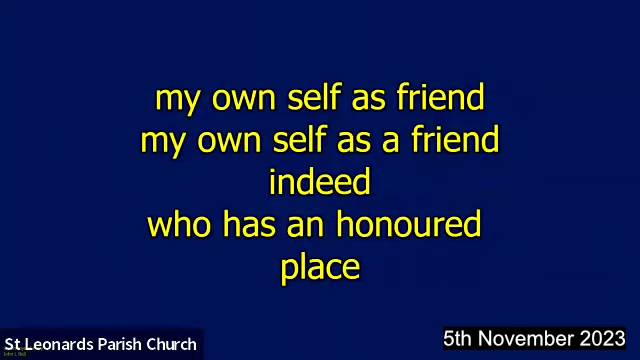 my own self as friend
my own self as a friend
indeed
who has an honoured
place
St Leonards Parish Church
5th November 2023